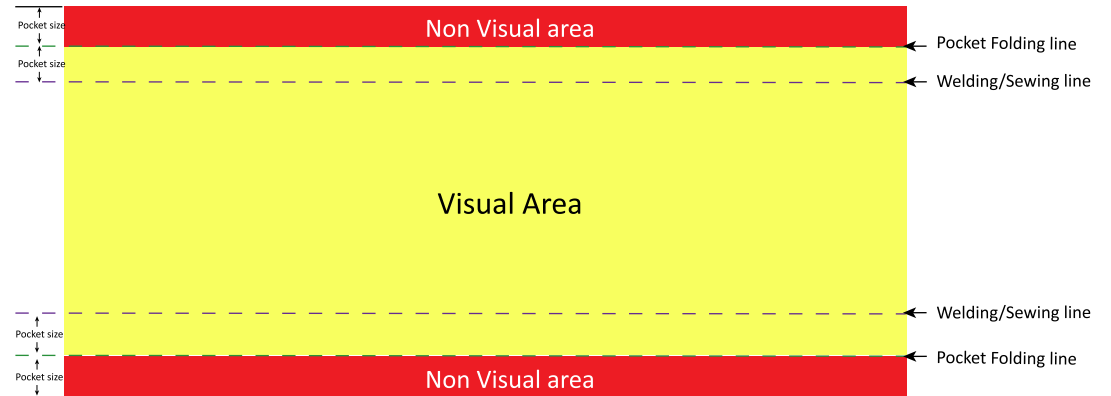 Pocket size
Non Visual area
Pocket Folding line
Pocket size
Welding/Sewing line
Visual Area
Welding/Sewing line
Pocket size
Pocket Folding line
Pocket size
Non Visual area